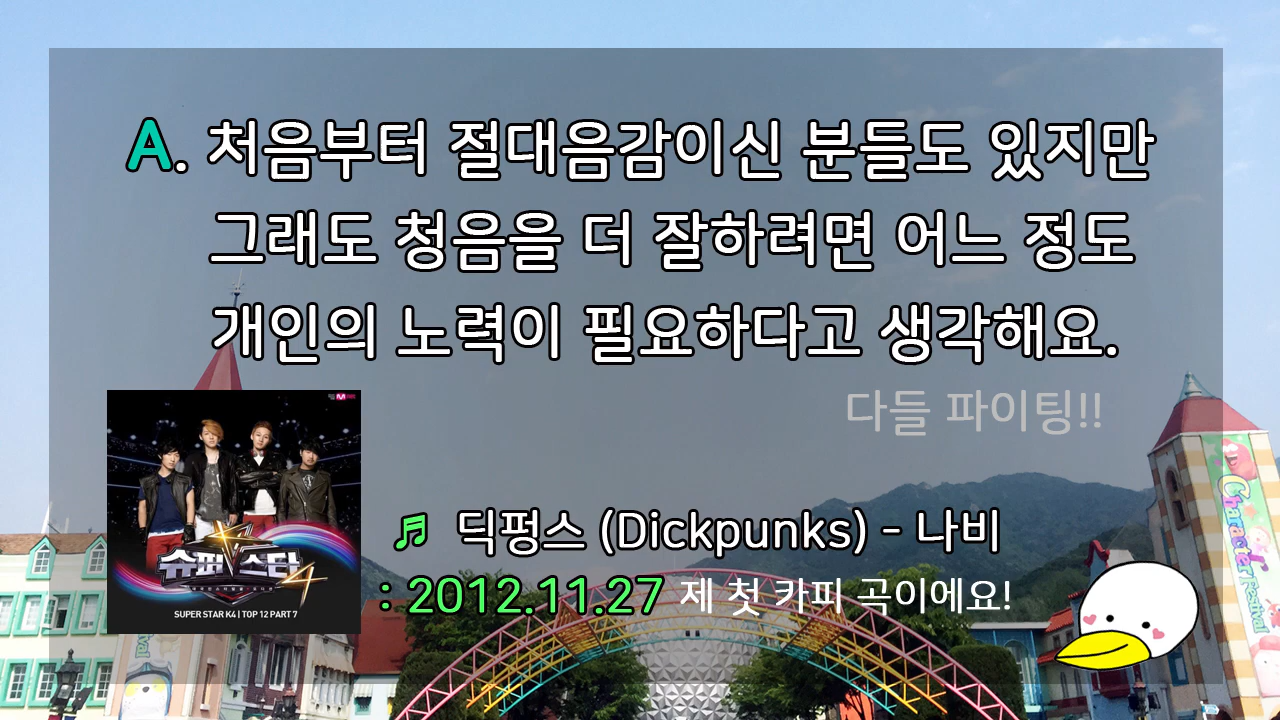 A. 처음부터 절대음감이신 분들도 있지만
그래도 청음을 더 잘하려면 어느 정도
개인의 노력이 필요하다고 생각해요.
다들 파이팅!!
슈퍼스타 4
SUPER STAR K4 | TOP 12 PART 7
♬ 딕펑스 (Dickpunks) - 나비
: 2012.11.27 제 첫 카피 곡이에요!
Character
Festival